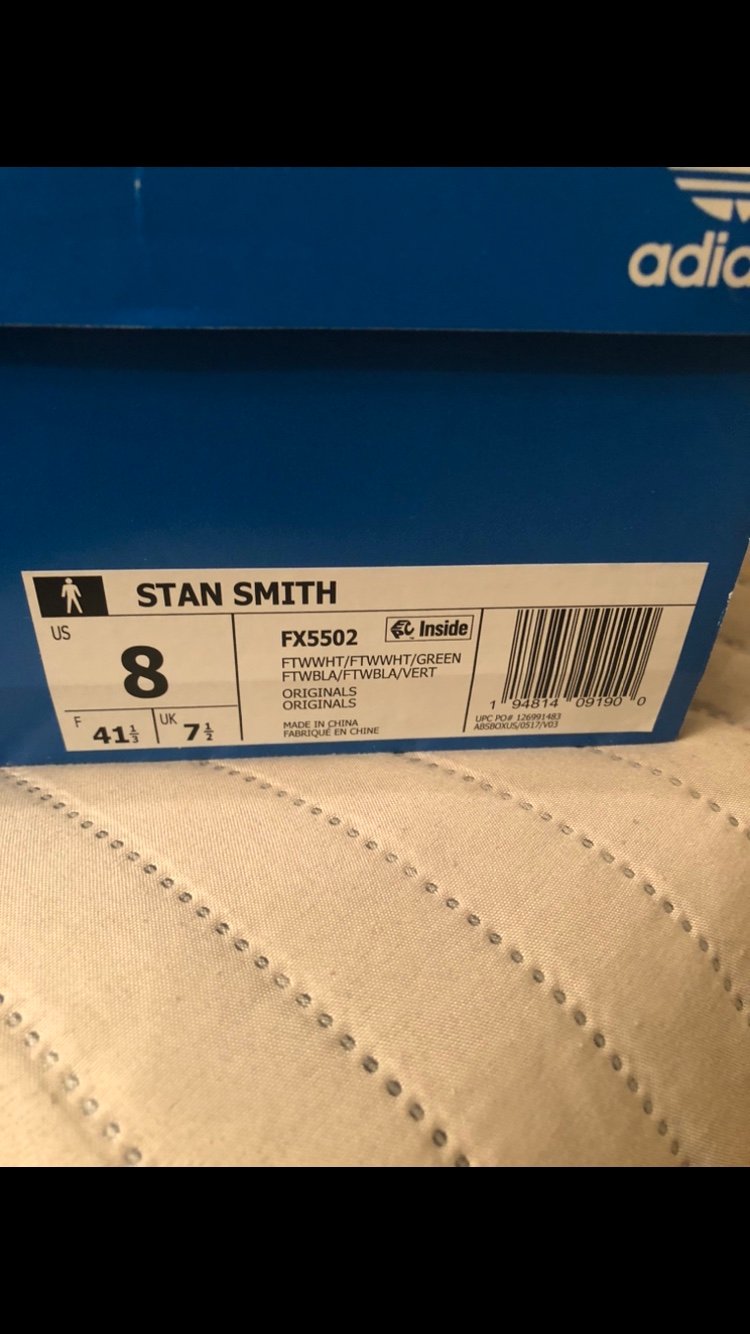 adid
STAN SMITH
US
8
F 41⅓
UK 7½
FX5502
Inside
FTWWHT/FTWWHT/GREEN
FTWBLA/FTWBLA/VERT
ORIGINALS
ORIGINALS
MADE IN CHINA
FABRIQUÉ EN CHINE
1 94814 09190 0
UPC PO# 126991483
ABSBOXUS/0517/V03